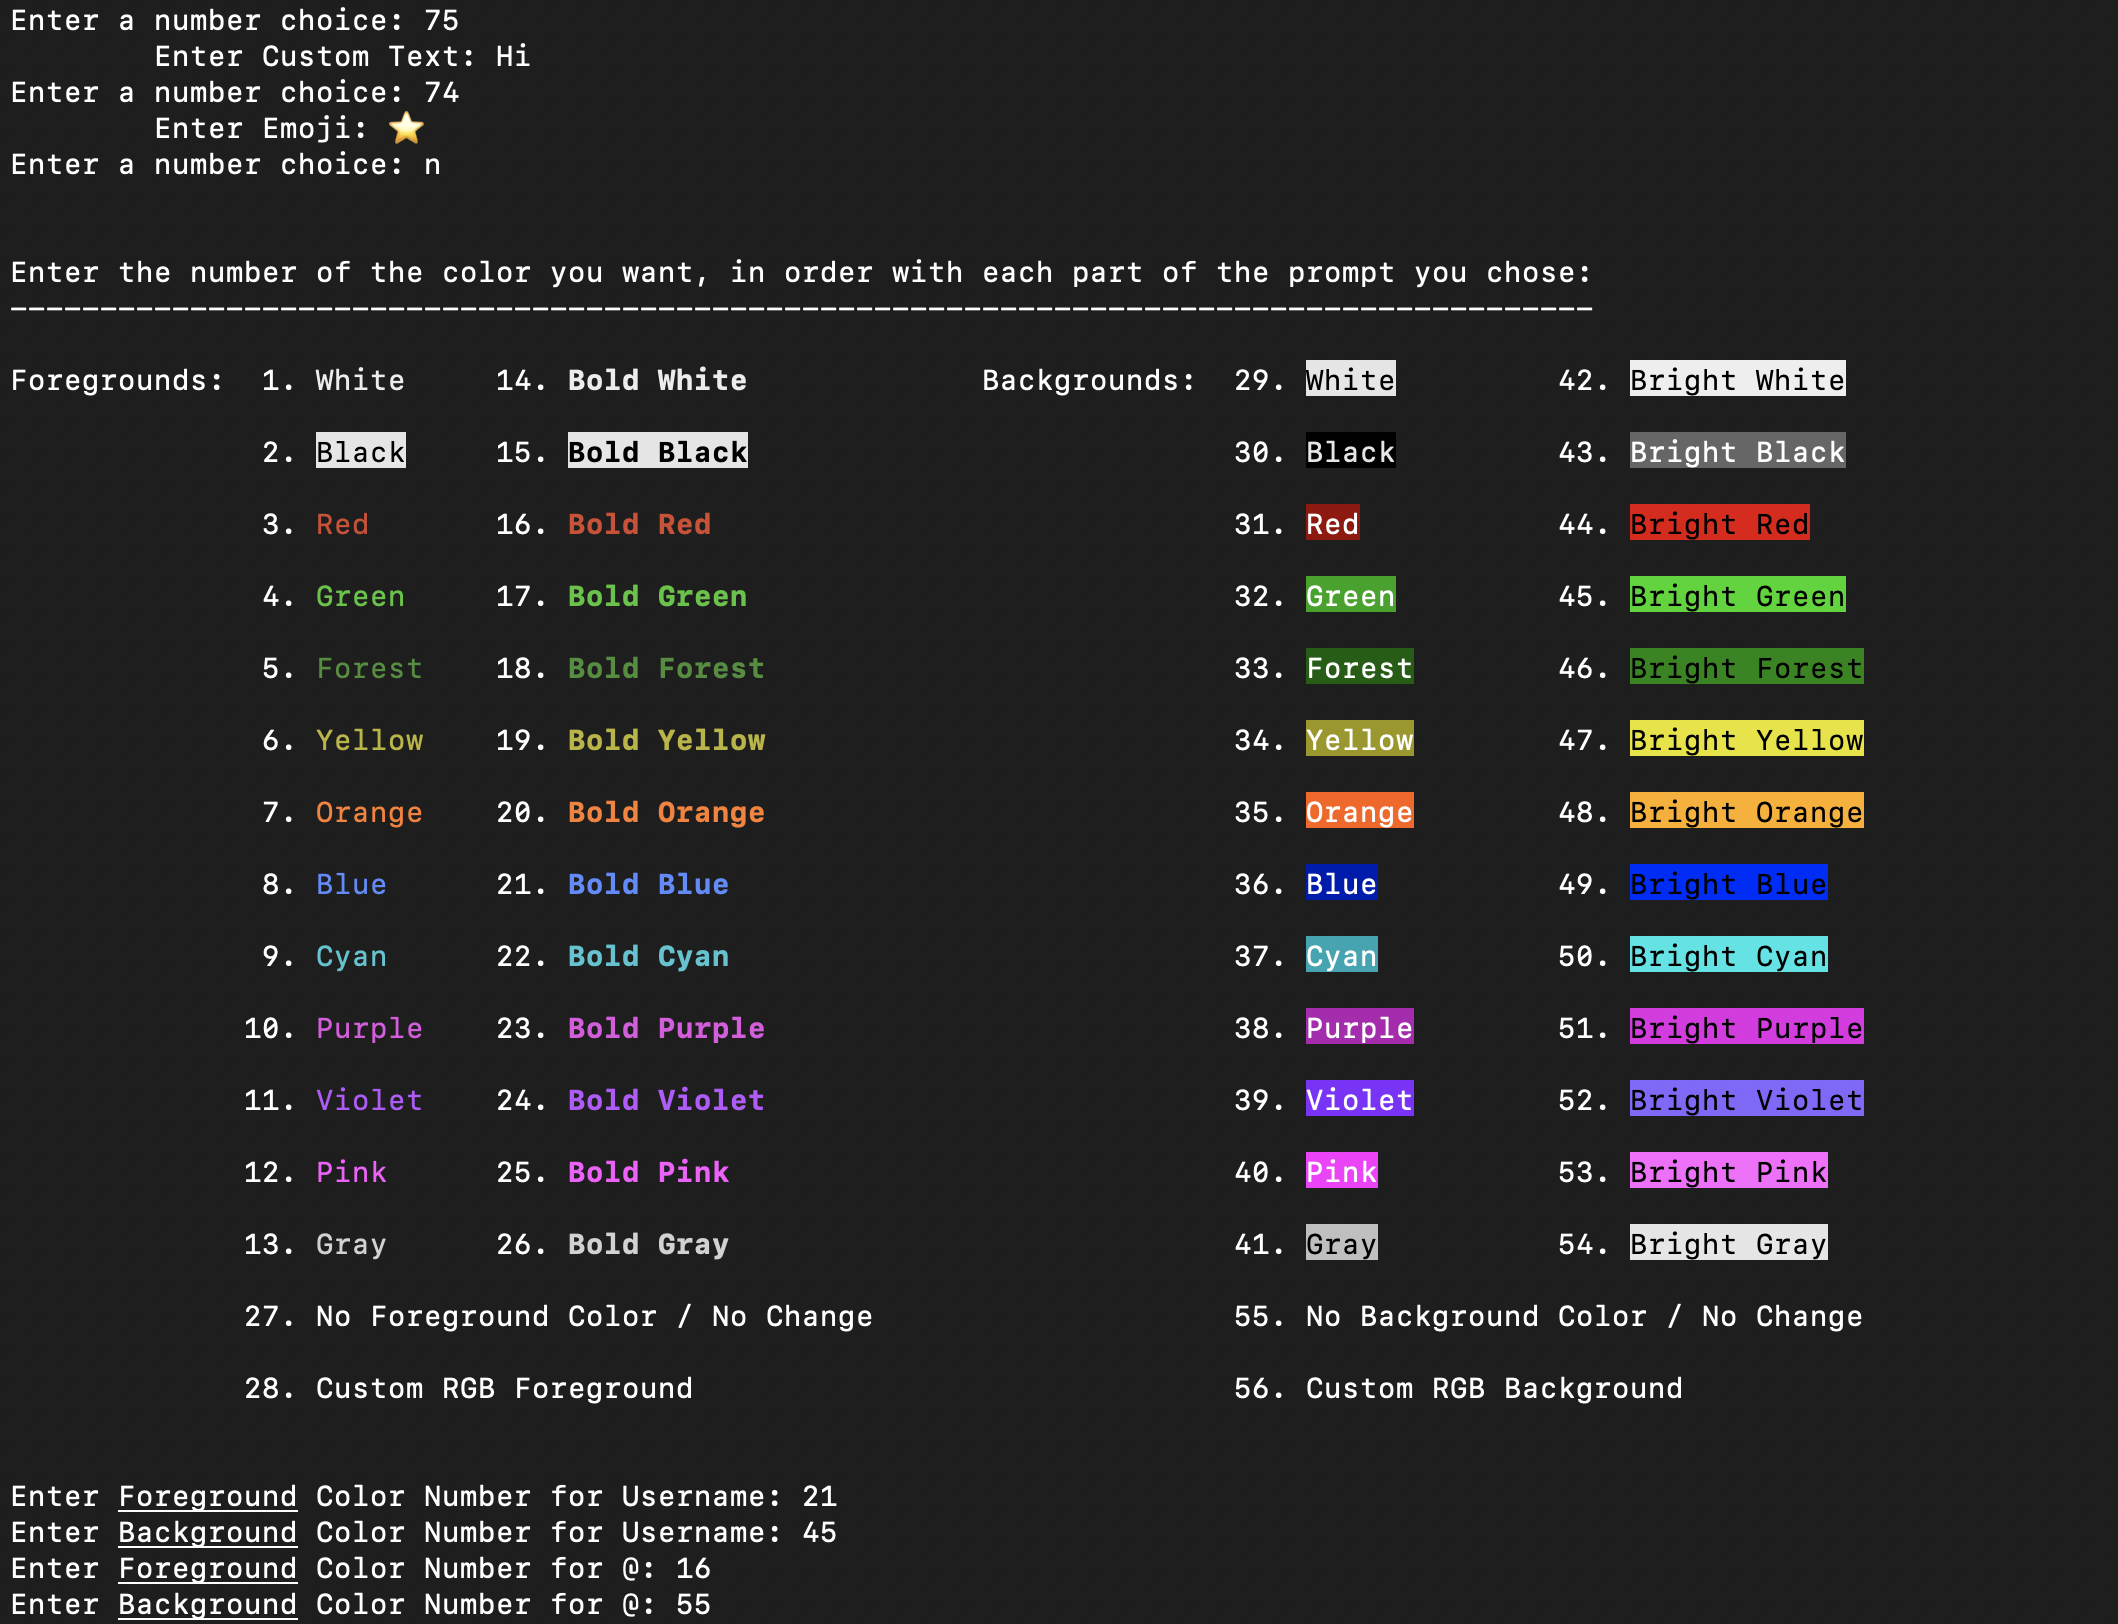 Enter a number choice: 75
Enter Custom Text: Hi
Enter a number choice: 74
Enter Emoji: ⭐
Enter a number choice: n
Enter the number of the color you want, in order with each part of the prompt you chose:
----------------------------------------------------------------------------------------
Foregrounds: 1. White 14. Bold White Backgrounds: 29. White 42. Bright White
2. Black 15. Bold Black 30. Black 43. Bright Black
3. Red 16. Bold Red 31. Red 44. Bright Red
4. Green 17. Bold Green 32. Green 45. Bright Green
5. Forest 18. Bold Forest 33. Forest 46. Bright Forest
6. Yellow 19. Bold Yellow 34. Yellow 47. Bright Yellow
7. Orange 20. Bold Orange 35. Orange 48. Bright Orange
8. Blue 21. Bold Blue 36. Blue 49. Bright Blue
9. Cyan 22. Bold Cyan 37. Cyan 50. Bright Cyan
10. Purple 23. Bold Purple 38. Purple 51. Bright Purple
11. Violet 24. Bold Violet 39. Violet 52. Bright Violet
12. Pink 25. Bold Pink 40. Pink 53. Bright Pink
13. Gray 26. Bold Gray 41. Gray 54. Bright Gray
27. No Foreground Color / No Change 55. No Background Color / No Change
28. Custom RGB Foreground 56. Custom RGB Background
Enter Foreground Color Number for Username: 21
Enter Background Color Number for Username: 45
Enter Foreground Color Number for @: 16
Enter Background Color Number for @: 55